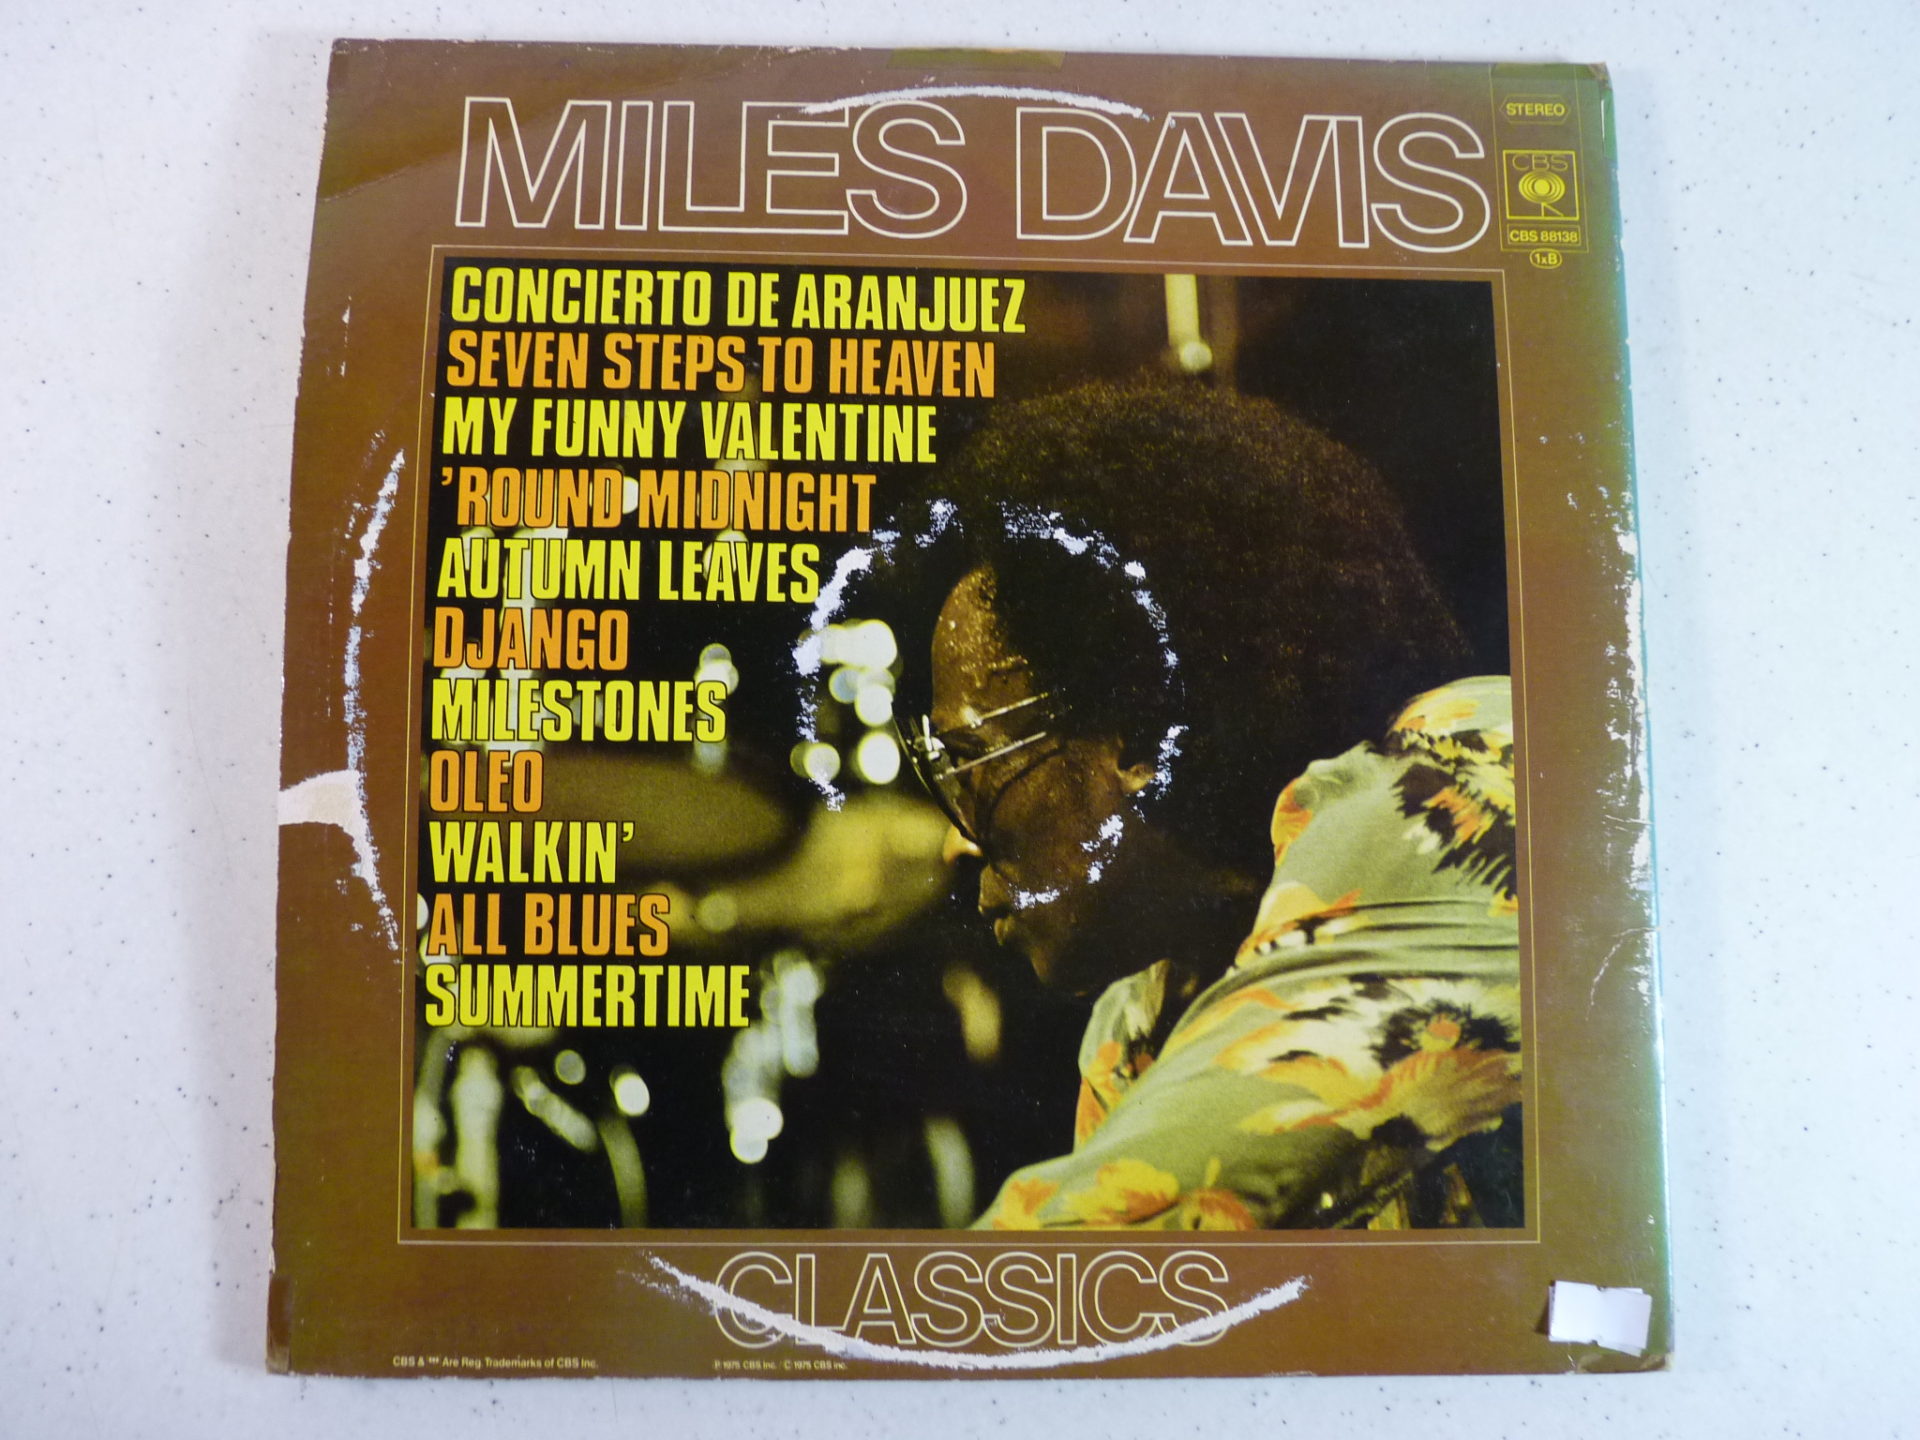 MILES DAVIS
STEREO
CBS
CBS 88138
1xB
CONCIERTO DE ARANJUEZ
SEVEN STEPS TO HEAVEN
MY FUNNY VALENTINE
'ROUND MIDNIGHT
AUTUMN LEAVES
DJANGO
MILESTONES
OLEO
WALKIN'
ALL BLUES
SUMMERTIME
CLASSICS
CBS & Are Reg. Trademarks of CBS Inc.
P 1975 CBS Inc. / C 1975 CBS Inc.